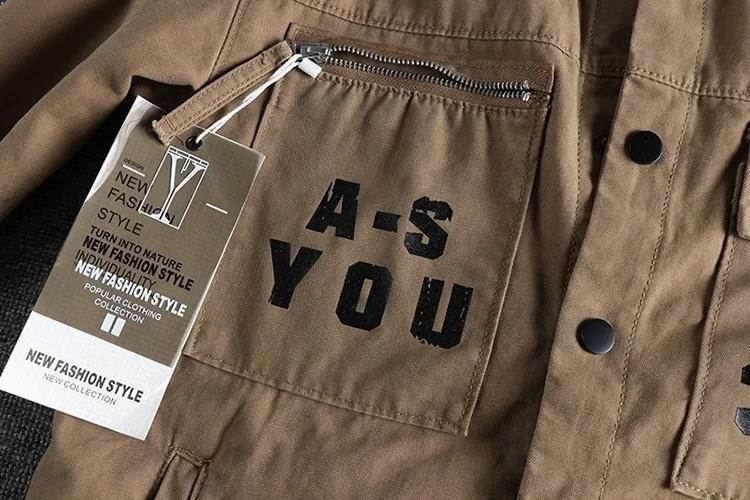 DESIGN
Y
NEW
FASHION
STYLE
TURN INTO NATURE
NEW FASHION STYLE
INDIVIDUALITY
NEW FASHION STYLE
POPULAR CLOTHING
COLLECTION
NEW FASHION STYLE
NEW COLLECTION
A-S
YOU